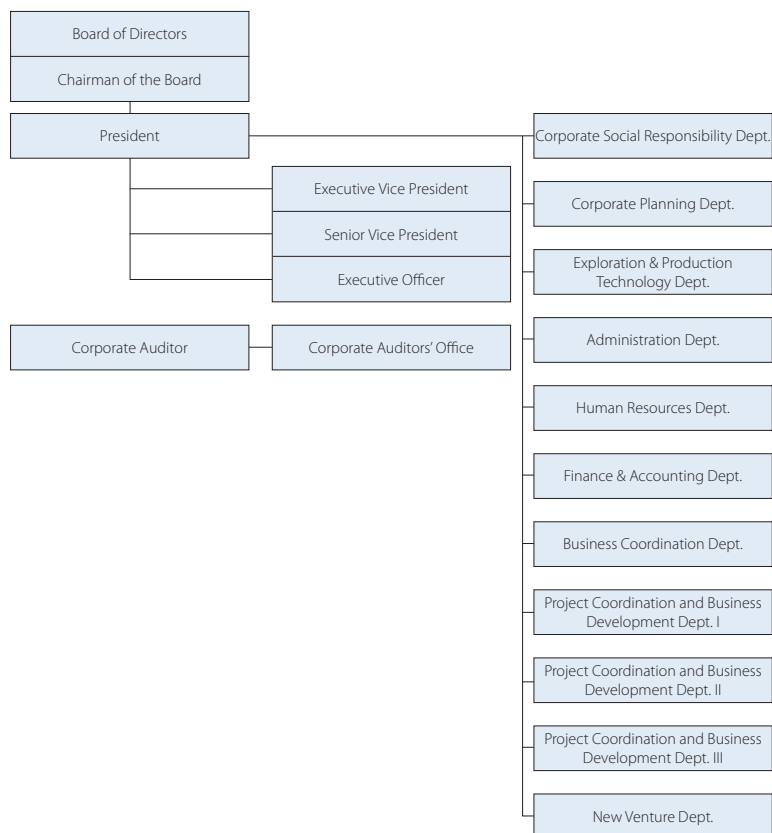 Board of Directors
Chairman of the Board
President
Executive Vice President
Senior Vice President
Executive Officer
Corporate Auditor
Corporate Auditors' Office
Corporate Social Responsibility Dept.
Corporate Planning Dept.
Exploration & Production
Technology Dept.
Administration Dept.
Human Resources Dept.
Finance & Accounting Dept.
Business Coordination Dept.
Project Coordination and Business
Development Dept. I
Project Coordination and Business
Development Dept. II
Project Coordination and Business
Development Dept. III
New Venture Dept.